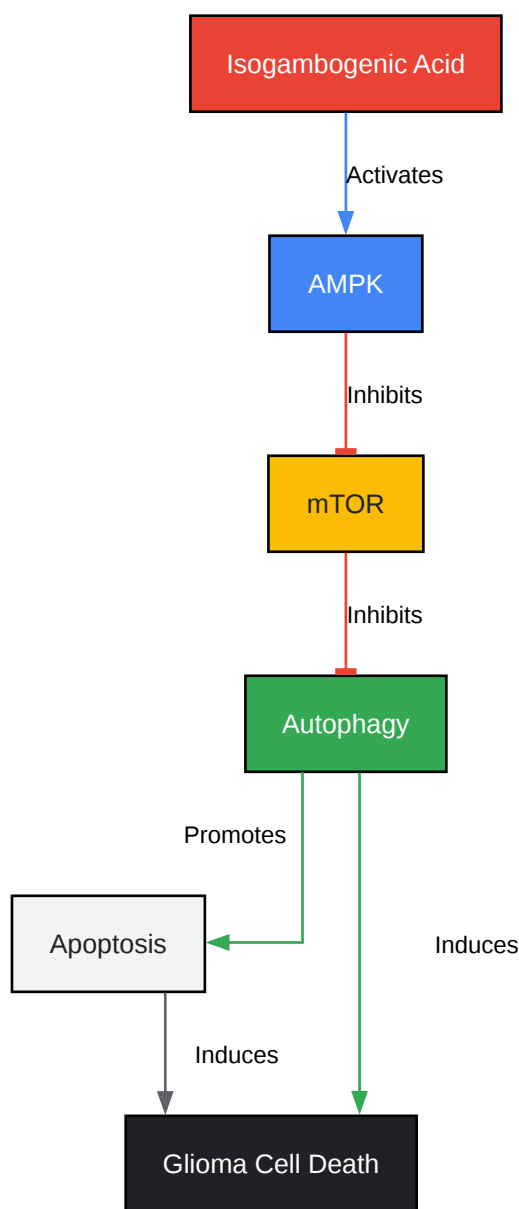 Isogambogenic Acid
Activates
AMPK
Inhibits
mTOR
Inhibits
Autophagy
Promotes
Apoptosis
Induces
Induces
Glioma Cell Death